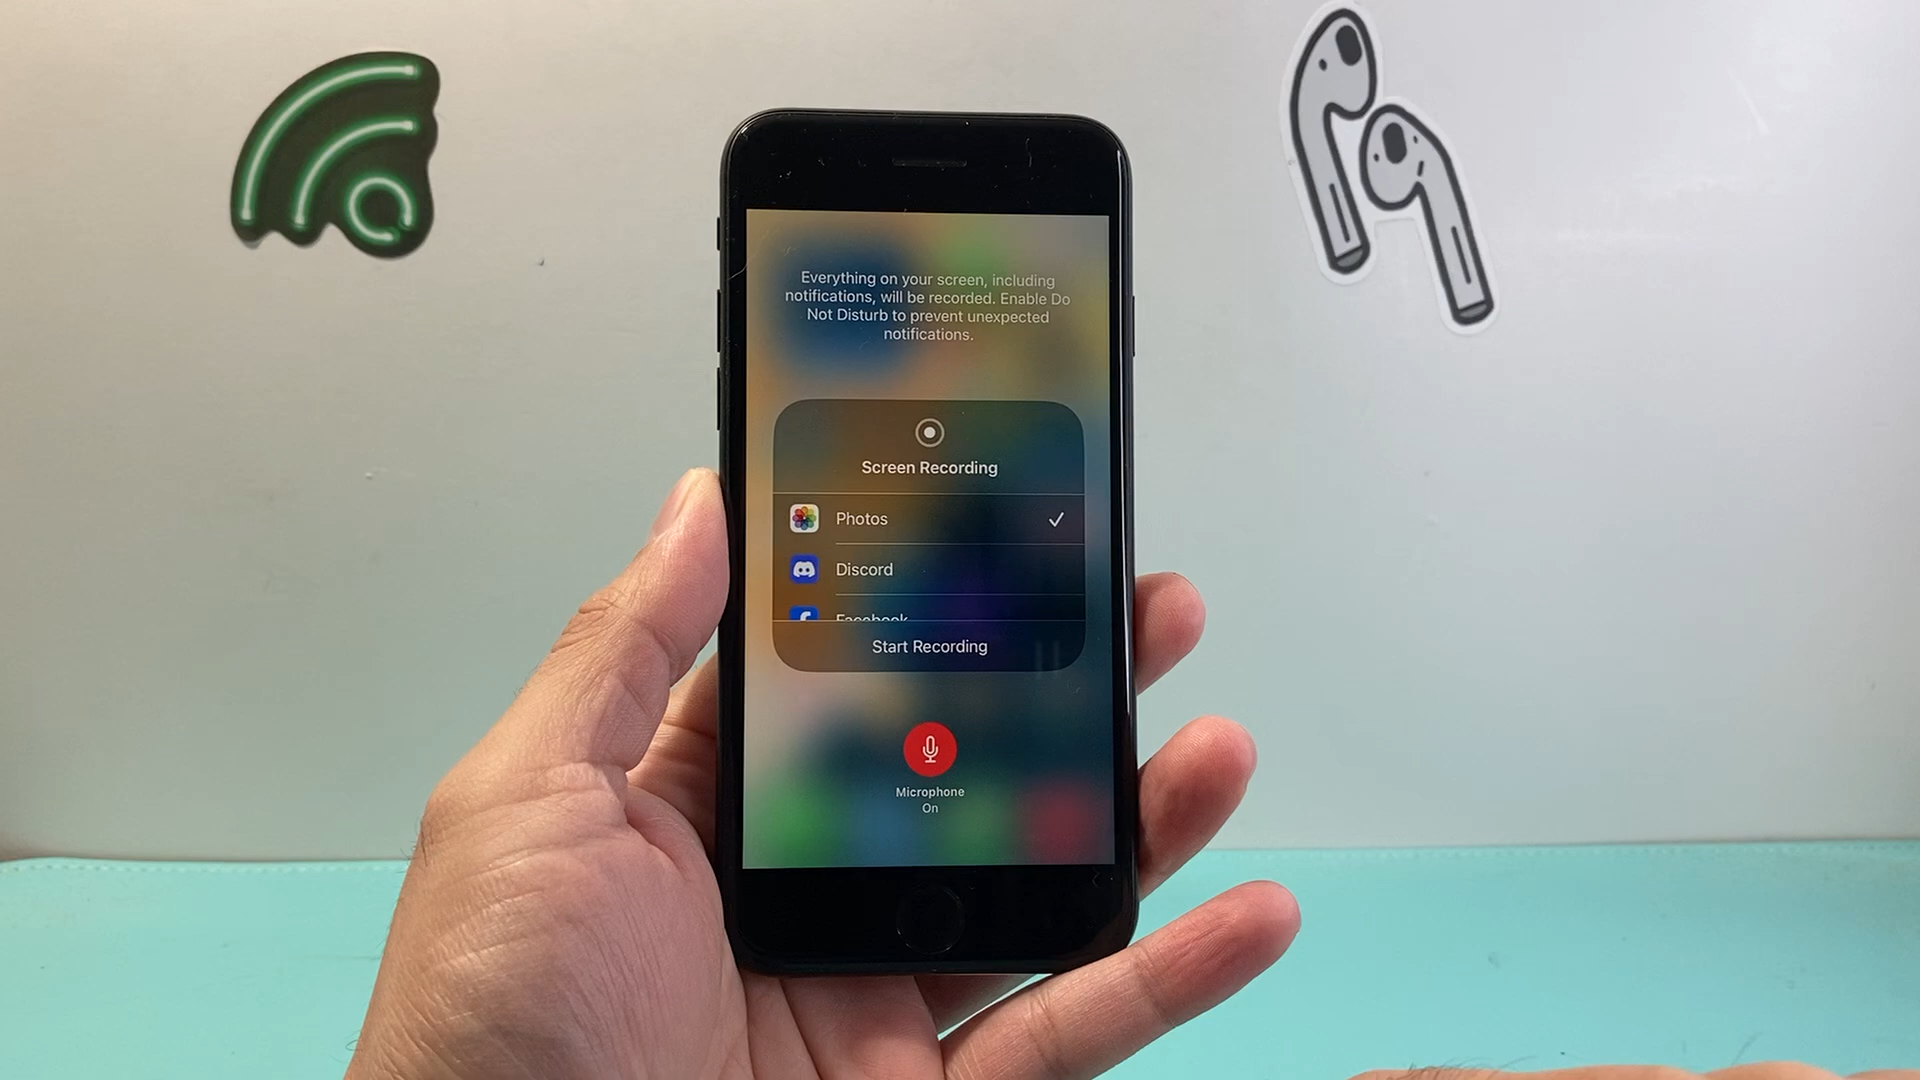 Everything on your screen, including
notifications, will be recorded. Enable Do
Not Disturb to prevent unexpected
notifications.
Screen Recording
Photos
Discord
Facebook
Start Recording
Microphone
On